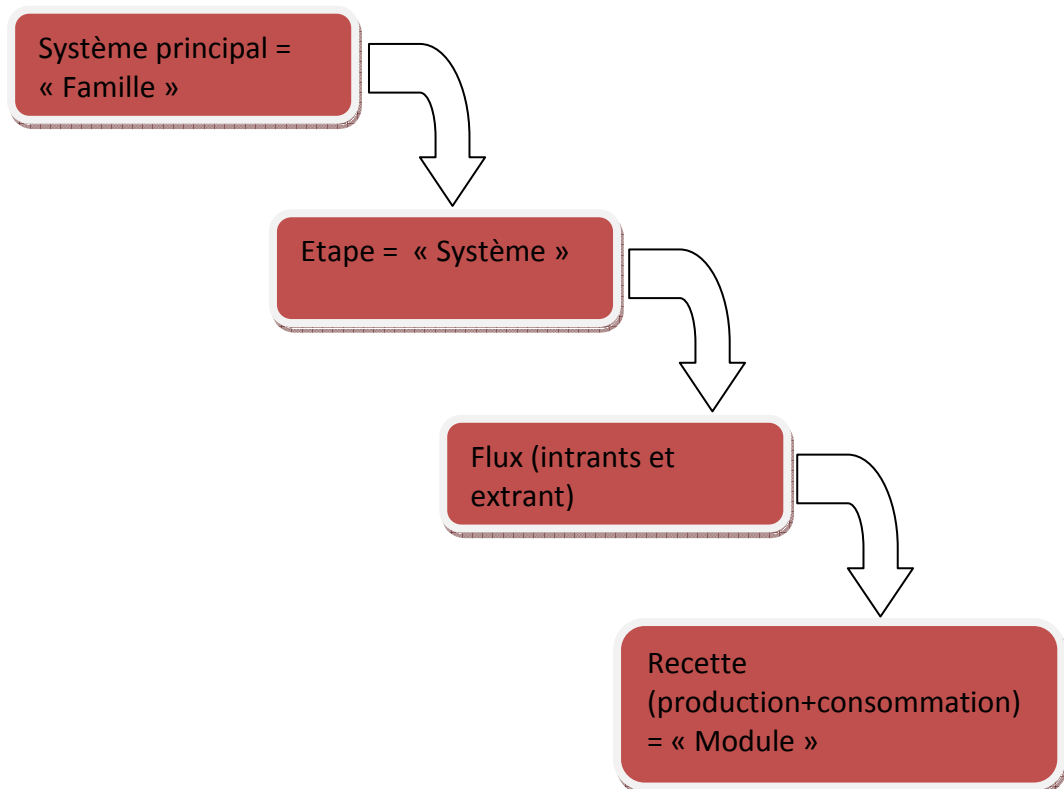 Système principal =
« Famille »
Etape = « Système »
Flux (intrants et
extrant)
Recette
(production+consommation)
= « Module »